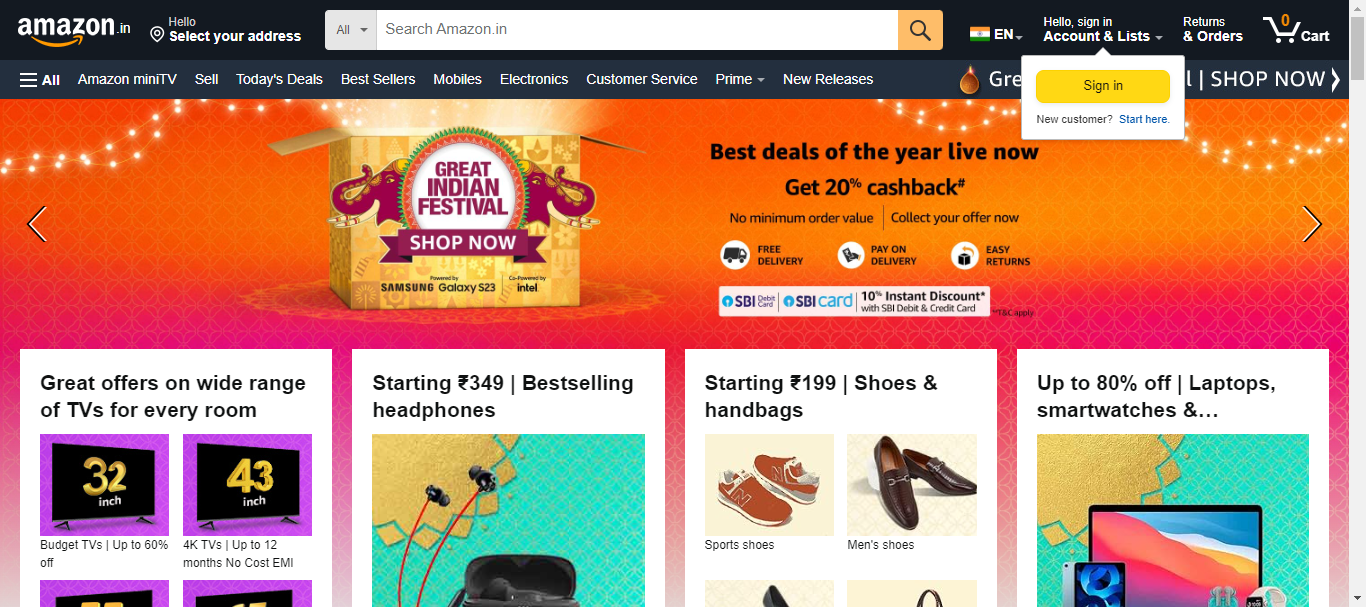 amazon.in
Hello
Select your address
All
Search Amazon.in
EN
Hello, sign in
Account & Lists
Returns
& Orders
0
Cart
All
Amazon miniTV
Sell
Today's Deals
Best Sellers
Mobiles
Electronics
Customer Service
Prime
New Releases
Gre
l | SHOP NOW
Sign in
New customer? Start here.
GREAT
INDIAN
FESTIVAL
SHOP NOW
Powered by
SAMSUNG Galaxy S23
Co-Powered by
intel.
Best deals of the year live now
Get 20% cashback#
No minimum order value | Collect your offer now
FREE
DELIVERY
PAY ON
DELIVERY
EASY
RETURNS
SBI Debit Card
SBI card
10% Instant Discount*
with SBI Debit & Credit Card
*T&C apply
Great offers on wide range
of TVs for every room
32
inch
43
inch
Budget TVs | Up to 60%
off
4K TVs | Up to 12
months No Cost EMI
Starting ₹349 | Bestselling
headphones
Starting ₹199 | Shoes &
handbags
Sports shoes
Men's shoes
Up to 80% off | Laptops,
smartwatches &…